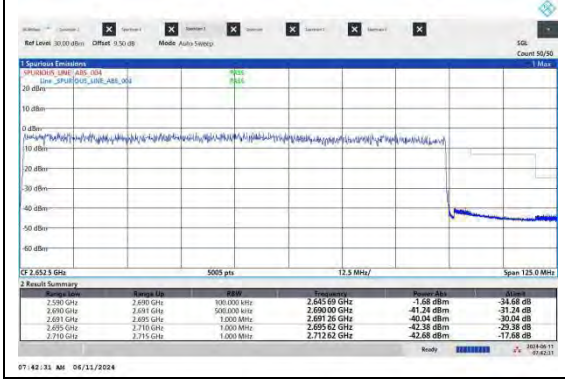 Ref Level 30.00 dBm Offset 9.50 dB Mode Auto Sweep
SGL
Count 50/50
1 Spurious Emissions
1 Max
SPURIOUS_LINE_ABS_004 PASS
Line _SPURIOUS_LINE_ABS_004 PASS
20 dBm
10 dBm
0 dBm
-10 dBm
-20 dBm
-30 dBm
-40 dBm
-50 dBm
-60 dBm
CF 2.6525 GHz 5005 pts 12.5 MHz/ Span 125.0 MHz
2 Result Summary
Range Low Range Up RBW Frequency Power Abs ΔLimit
2.590 GHz 2.690 GHz 100.000 kHz 2.645 69 GHz -1.68 dBm -34.68 dB
2.690 GHz 2.691 GHz 500.000 kHz 2.690 00 GHz -41.24 dBm -31.24 dB
2.691 GHz 2.695 GHz 1.000 MHz 2.691 26 GHz -40.04 dBm -30.04 dB
2.695 GHz 2.710 GHz 1.000 MHz 2.695 62 GHz -42.38 dBm -29.38 dB
2.710 GHz 2.715 GHz 1.000 MHz 2.712 62 GHz -42.68 dBm -17.68 dB
Ready
2024-06-11
07:42:31
07:42:31 AM 06/11/2024